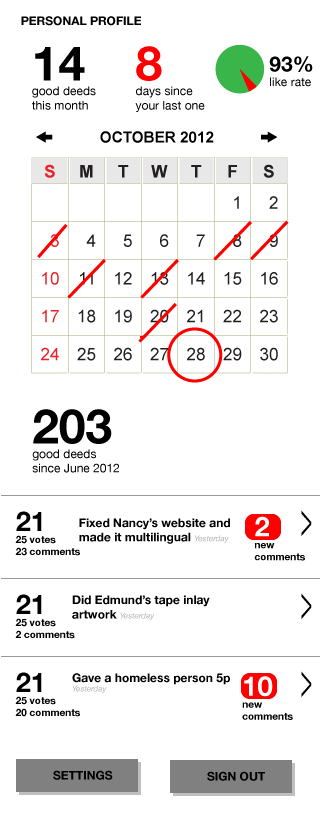 PERSONAL PROFILE
14
good deeds
this month
8
days since
your last one
93%
like rate
OCTOBER 2012
S M T W T F S
1 2
3 4 5 6 7 8 9
10 11 12 13 14 15 16
17 18 19 20 21 22 23
24 25 26 27 28 29 30
203
good deeds
since June 2012
21
25 votes
23 comments
Fixed Nancy's website and
made it multilingual Yesterday
2
new
comments
21
25 votes
2 comments
Did Edmund's tape inlay
artwork Yesterday
21
25 votes
20 comments
Gave a homeless person 5p
Yesterday
10
new
comments
SETTINGS
SIGN OUT